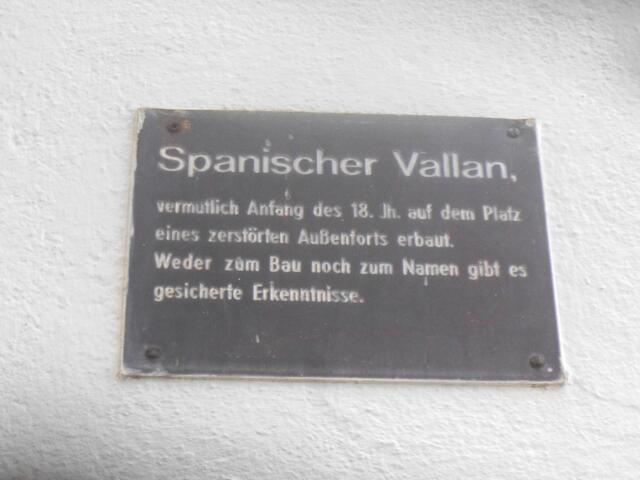 Spanischer Vallan,
vermutlich Anfang des 18. Jh. auf dem Platz
eines zerstörten Außenforts erbaut.
Weder zum Bau noch zum Namen gibt es
gesicherte Erkenntnisse.